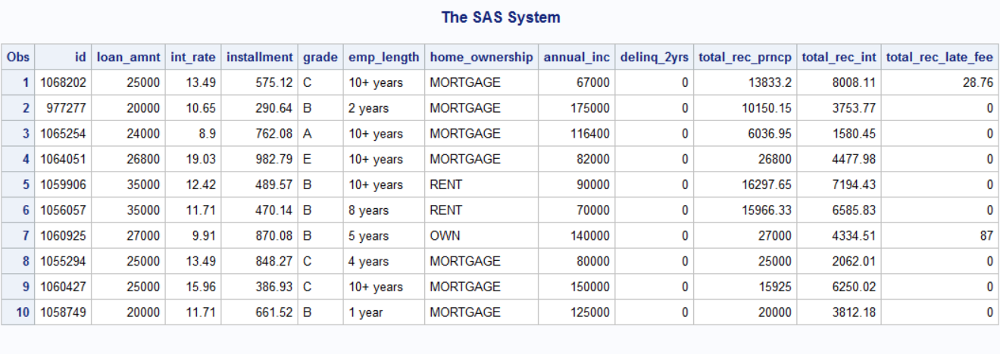 The SAS System
Obs id loan_amnt int_rate installment grade emp_length home_ownership annual_inc delinq_2yrs total_rec_prncp total_rec_int total_rec_late_fee
1 1068202 25000 13.49 575.12 C 10+ years MORTGAGE 67000 0 13833.2 8008.11 28.76
2 977277 20000 10.65 290.64 B 2 years MORTGAGE 175000 0 10150.15 3753.77 0
3 1065254 24000 8.9 762.08 A 10+ years MORTGAGE 116400 0 6036.95 1580.45 0
4 1064051 26800 19.03 982.79 E 10+ years MORTGAGE 82000 0 26800 4477.98 0
5 1059906 35000 12.42 489.57 B 10+ years RENT 90000 0 16297.65 7194.43 0
6 1056057 35000 11.71 470.14 B 8 years RENT 70000 0 15966.33 6585.83 0
7 1060925 27000 9.91 870.08 B 5 years OWN 140000 0 27000 4334.51 87
8 1055294 25000 13.49 848.27 C 4 years MORTGAGE 80000 0 25000 2062.01 0
9 1060427 25000 15.96 386.93 C 10+ years MORTGAGE 150000 0 15925 6250.02 0
10 1058749 20000 11.71 661.52 B 1 year MORTGAGE 125000 0 20000 3812.18 0